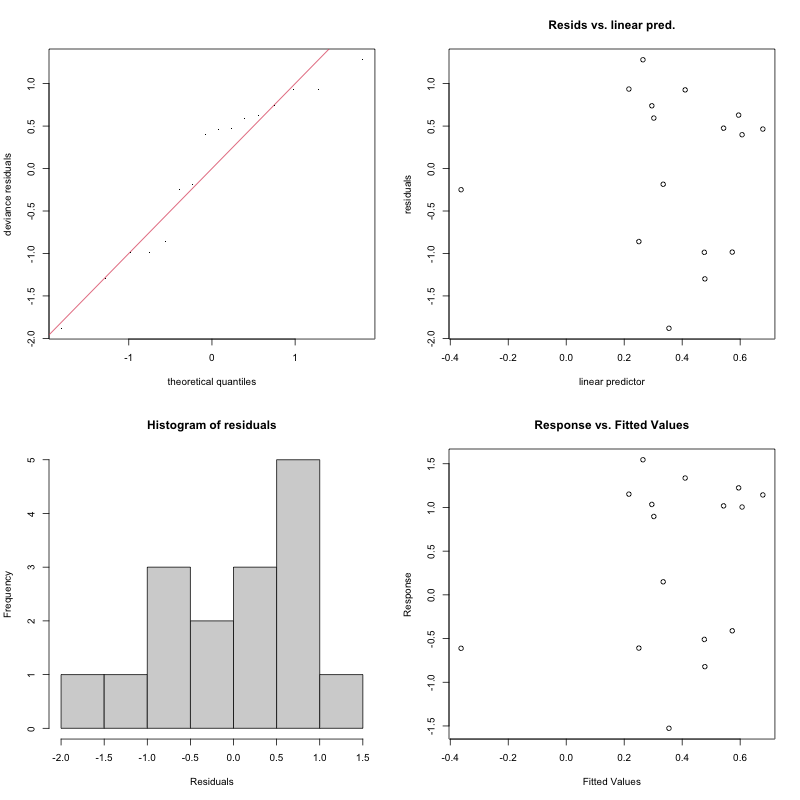 deviance residuals
1.0
0.5
0.0
-0.5
-1.0
-1.5
-2.0
-1 0 1
theoretical quantiles
Resids vs. linear pred.
residuals
1.0
0.5
0.0
-0.5
-1.0
-1.5
-2.0
-0.4 -0.2 0.0 0.2 0.4 0.6
linear predictor
Histogram of residuals
Frequency
5
4
3
2
1
0
-2.0 -1.5 -1.0 -0.5 0.0 0.5 1.0 1.5
Residuals
Response vs. Fitted Values
Response
1.5
1.0
0.5
0.0
-0.5
-1.0
-1.5
-0.4 -0.2 0.0 0.2 0.4 0.6
Fitted Values